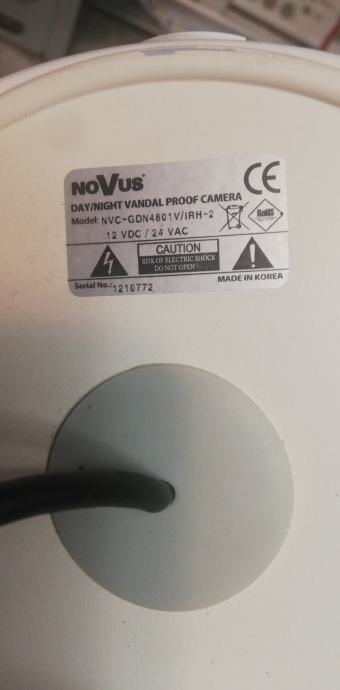 NOVUS
CE
DAY/NIGHT VANDAL PROOF CAMERA
Model: NVC-GDN4801V/IRH-2
RoHS
12 VDC / 24 VAC
CAUTION
RISK OF ELECTRIC SHOCK
DO NOT OPEN
MADE IN KOREA
Serial No.: 1210772